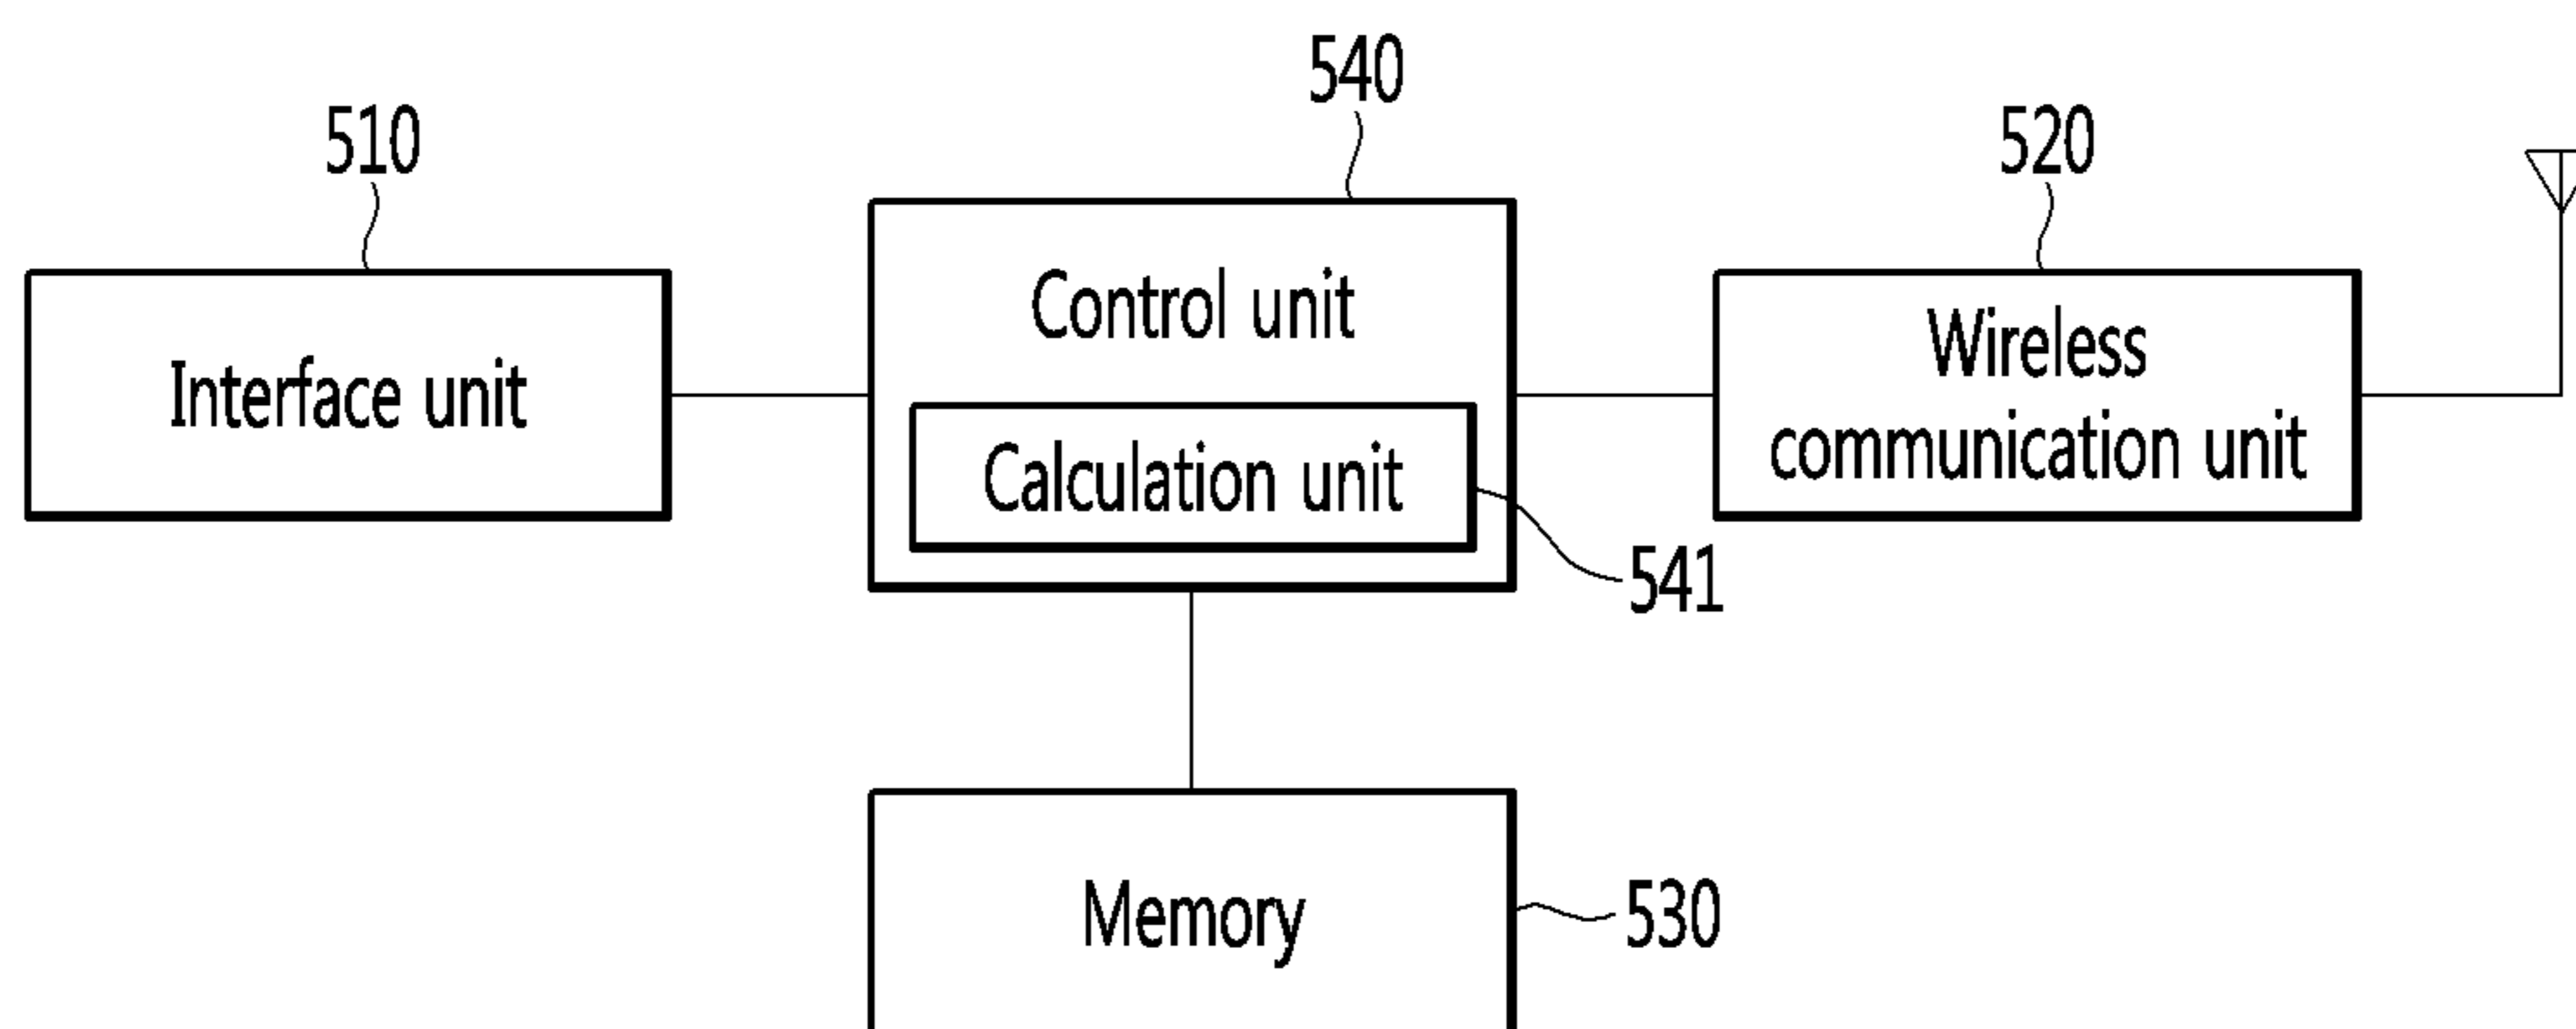 540
510
520
Control unit
Wireless
Interface unit
communication unit
Calculation unit
541
Memory
530